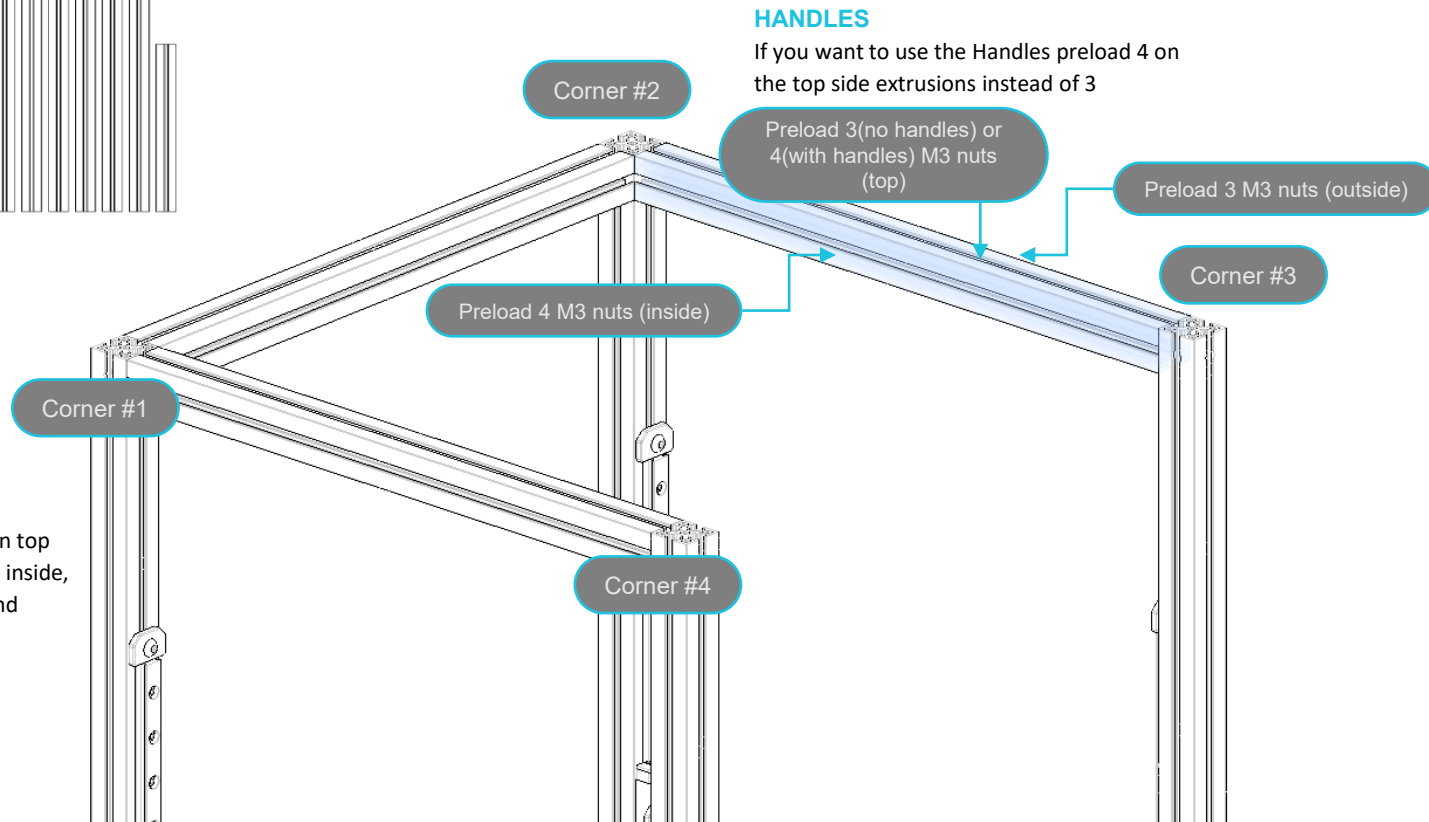 HANDLES
If you want to use the Handles preload 4 on
the top side extrusions instead of 3
Corner #2
Preload 3(no handles) or
4(with handles) M3 nuts
(top)
Preload 3 M3 nuts (outside)
Corner #3
Preload 4 M3 nuts (inside)
Corner #1
n top
inside,
nd
Corner #4